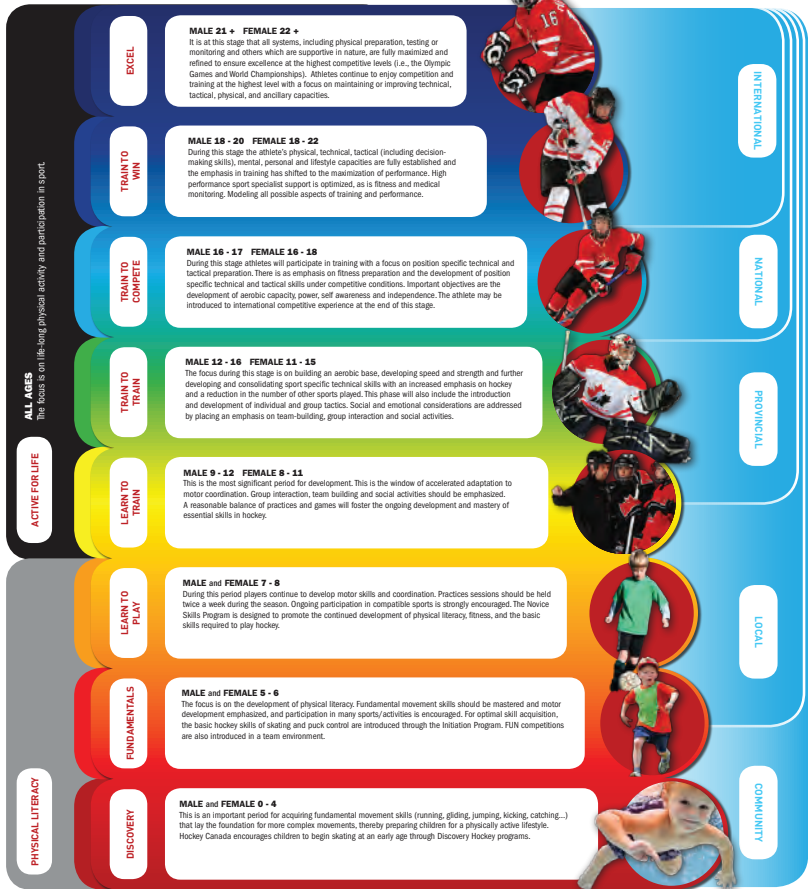 EXCEL
MALE 21 + FEMALE 22 +
It is at this stage that all systems, including physical preparation, testing or
monitoring and others which are supportive in nature, are fully maximized and
refined to ensure excellence at the highest competitive levels (i.e., the Olympic
Games and World Championships). Athletes continue to enjoy competition and
training at the highest level with a focus on maintaining or improving technical,
tactical, physical, and ancillary capacities.
16
INTERNATIONAL
TRAIN TO
WIN
MALE 18 - 20 FEMALE 18 - 22
During this stage the athlete's physical, technical, tactical (including decision-
making skills), mental, personal and lifestyle capacities are fully established and
the emphasis in training has shifted to the maximization of performance. High
performance sport specialist support is optimized, as is fitness and medical
monitoring. Modeling all possible aspects of training and performance.
TRAIN TO
COMPETE
MALE 16 - 17 FEMALE 16 - 18
During this stage athletes will participate in training with a focus on position specific technical and
tactical preparation. There is as emphasis on fitness preparation and the development of position
specific technical and tactical skills under competitive conditions. Important objectives are the
development of aerobic capacity, power, self awareness and independence. The athlete may be
introduced to international competitive experience at the end of this stage.
NATIONAL
ALL AGES
The focus is on life-long physical activity and participation in sport.
TRAIN TO
TRAIN
MALE 12 - 16 FEMALE 11 - 15
The focus during this stage is on building an aerobic base, developing speed and strength and further
developing and consolidating sport specific technical skills with an increased emphasis on hockey
and a reduction in the number of other sports played. This phase will also include the introduction
and development of individual and group tactics. Social and emotional considerations are addressed
by placing an emphasis on team-building, group interaction and social activities.
PROVINCIAL
ACTIVE FOR LIFE
LEARN TO
TRAIN
MALE 9 - 12 FEMALE 8 - 11
This is the most significant period for development. This is the window of accelerated adaptation to
motor coordination. Group interaction, team building and social activities should be emphasized.
A reasonable balance of practices and games will foster the ongoing development and mastery of
essential skills in hockey.
LEARN TO
PLAY
MALE and FEMALE 7 - 8
During this period players continue to develop motor skills and coordination. Practices sessions should be held
twice a week during the season. Ongoing participation in compatible sports is strongly encouraged. The Novice
Skills Program is designed to promote the continued development of physical literacy, fitness, and the basic
skills required to play hockey.
LOCAL
FUNDAMENTALS
MALE and FEMALE 5 - 6
The focus is on the development of physical literacy. Fundamental movement skills should be mastered and motor
development emphasized, and participation in many sports/activities is encouraged. For optimal skill acquisition,
the basic hockey skills of skating and puck control are introduced through the Initiation Program. FUN competitions
are also introduced in a team environment.
PHYSICAL LITERACY
DISCOVERY
MALE and FEMALE 0 - 4
This is an important period for acquiring fundamental movement skills (running, gliding, jumping, kicking, catching...)
that lay the foundation for more complex movements, thereby preparing children for a physically active lifestyle.
Hockey Canada encourages children to begin skating at an early age through Discovery Hockey programs.
COMMUNITY